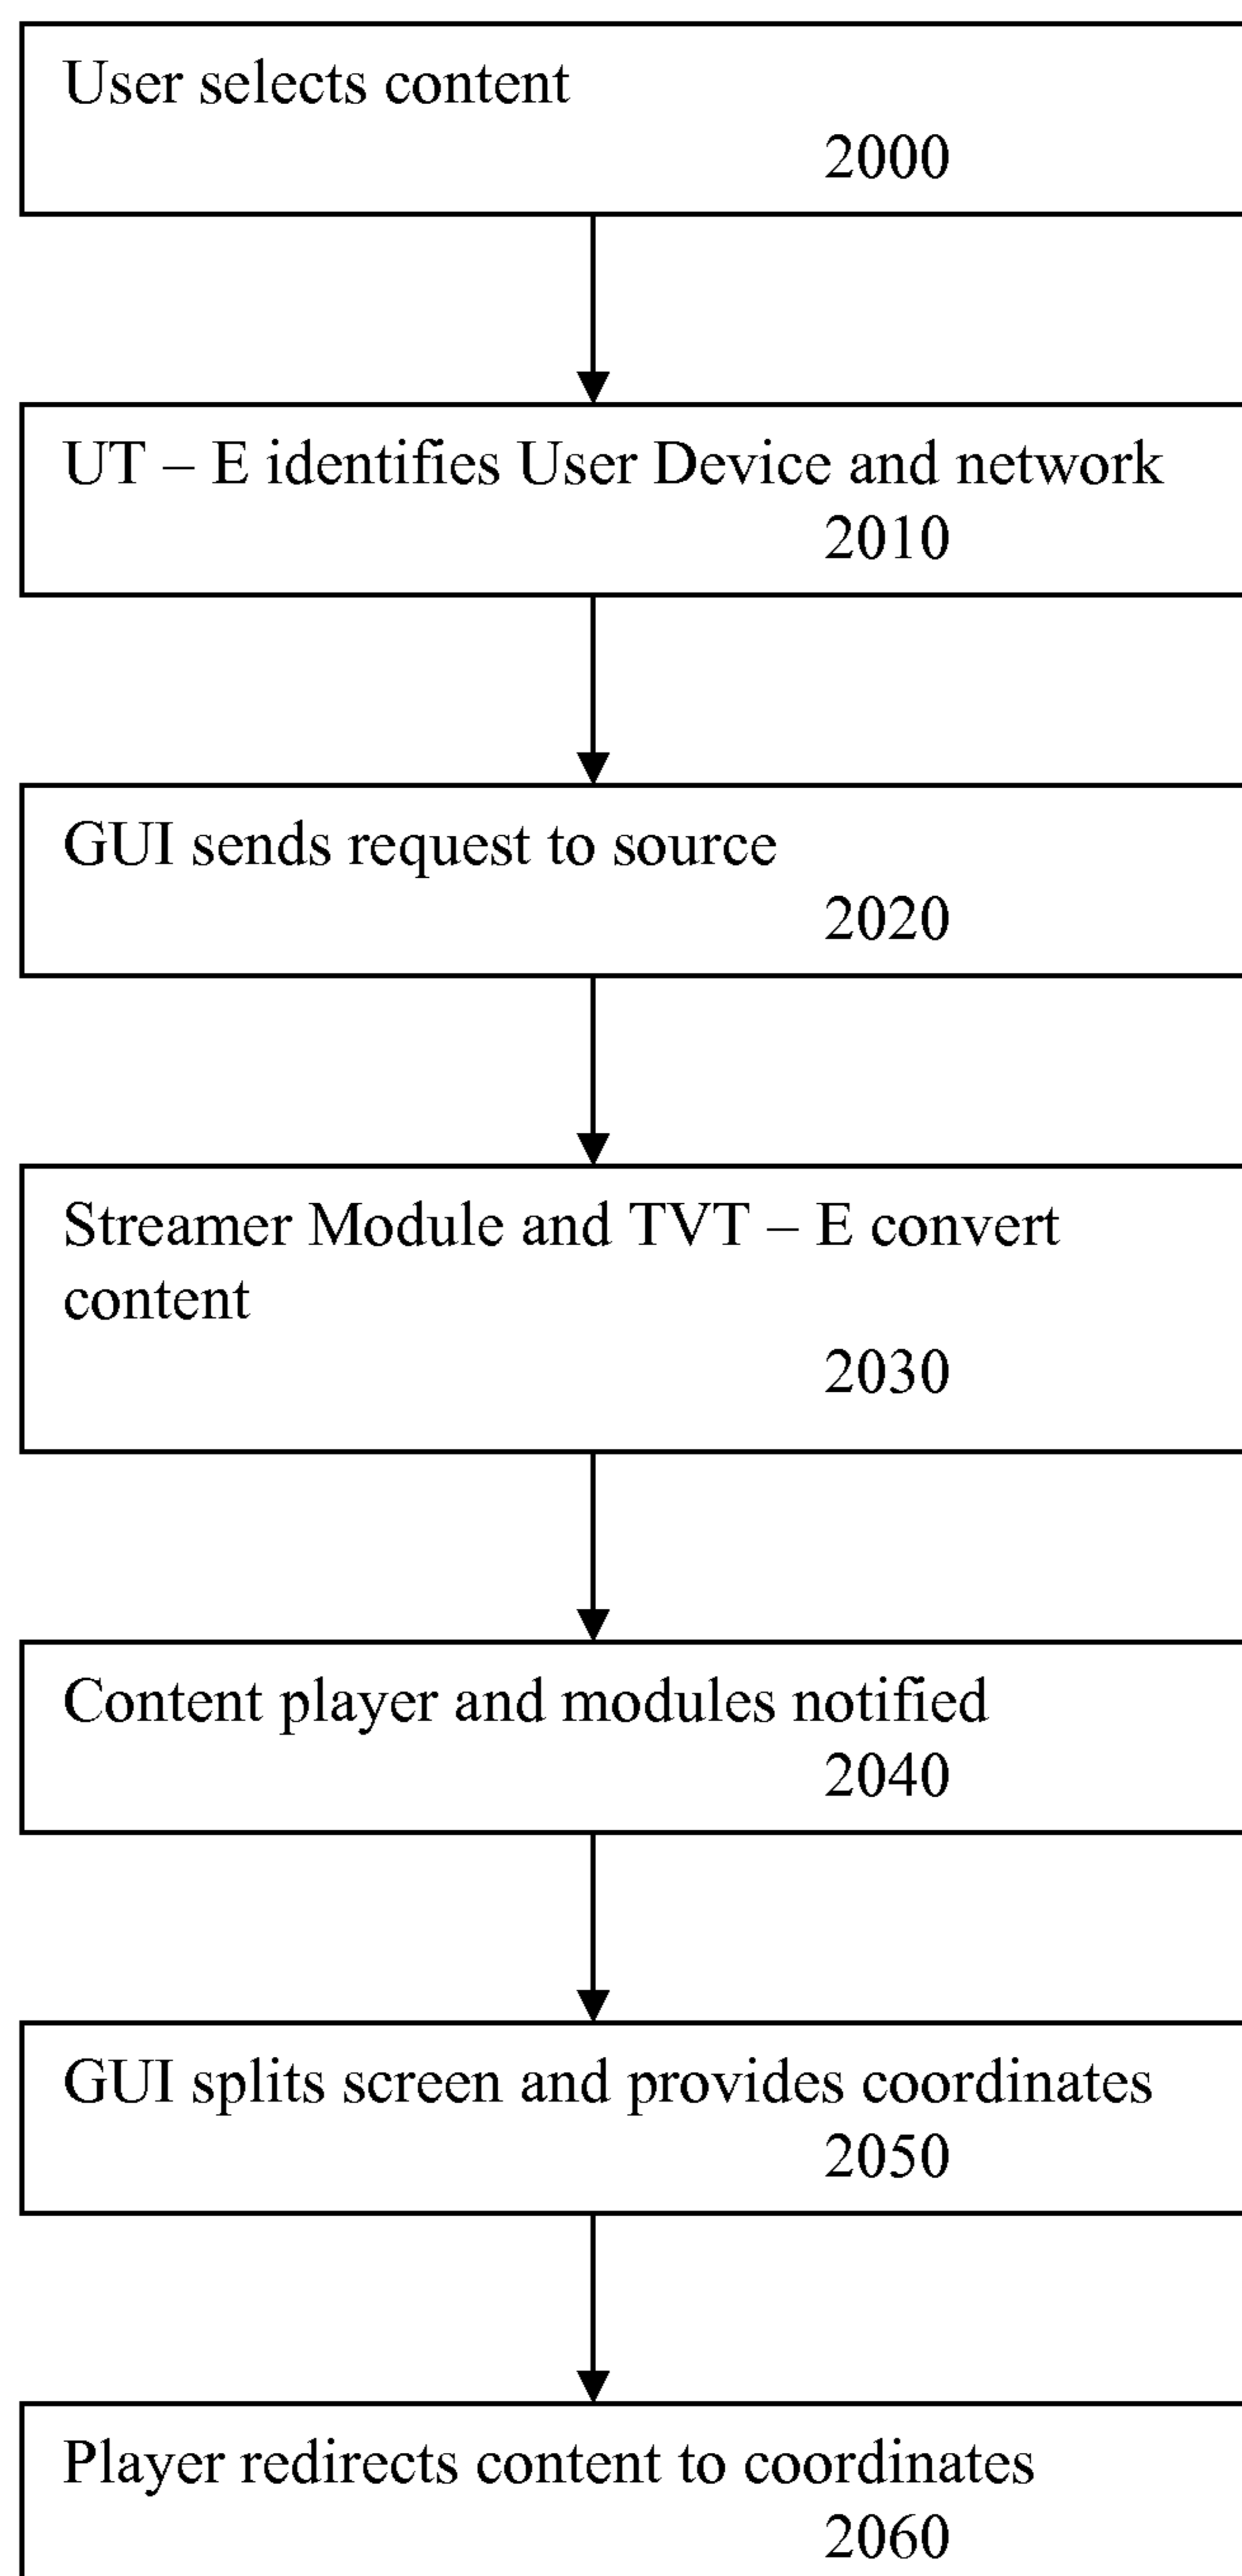 User selects content
2000
UT – E identifies User Device and network
2010
GUI sends request to source
2020
Streamer Module and TVT – E convert
content
2030
Content player and modules notified
2040
GUI splits screen and provides coordinates
2050
Player redirects content to coordinates
2060